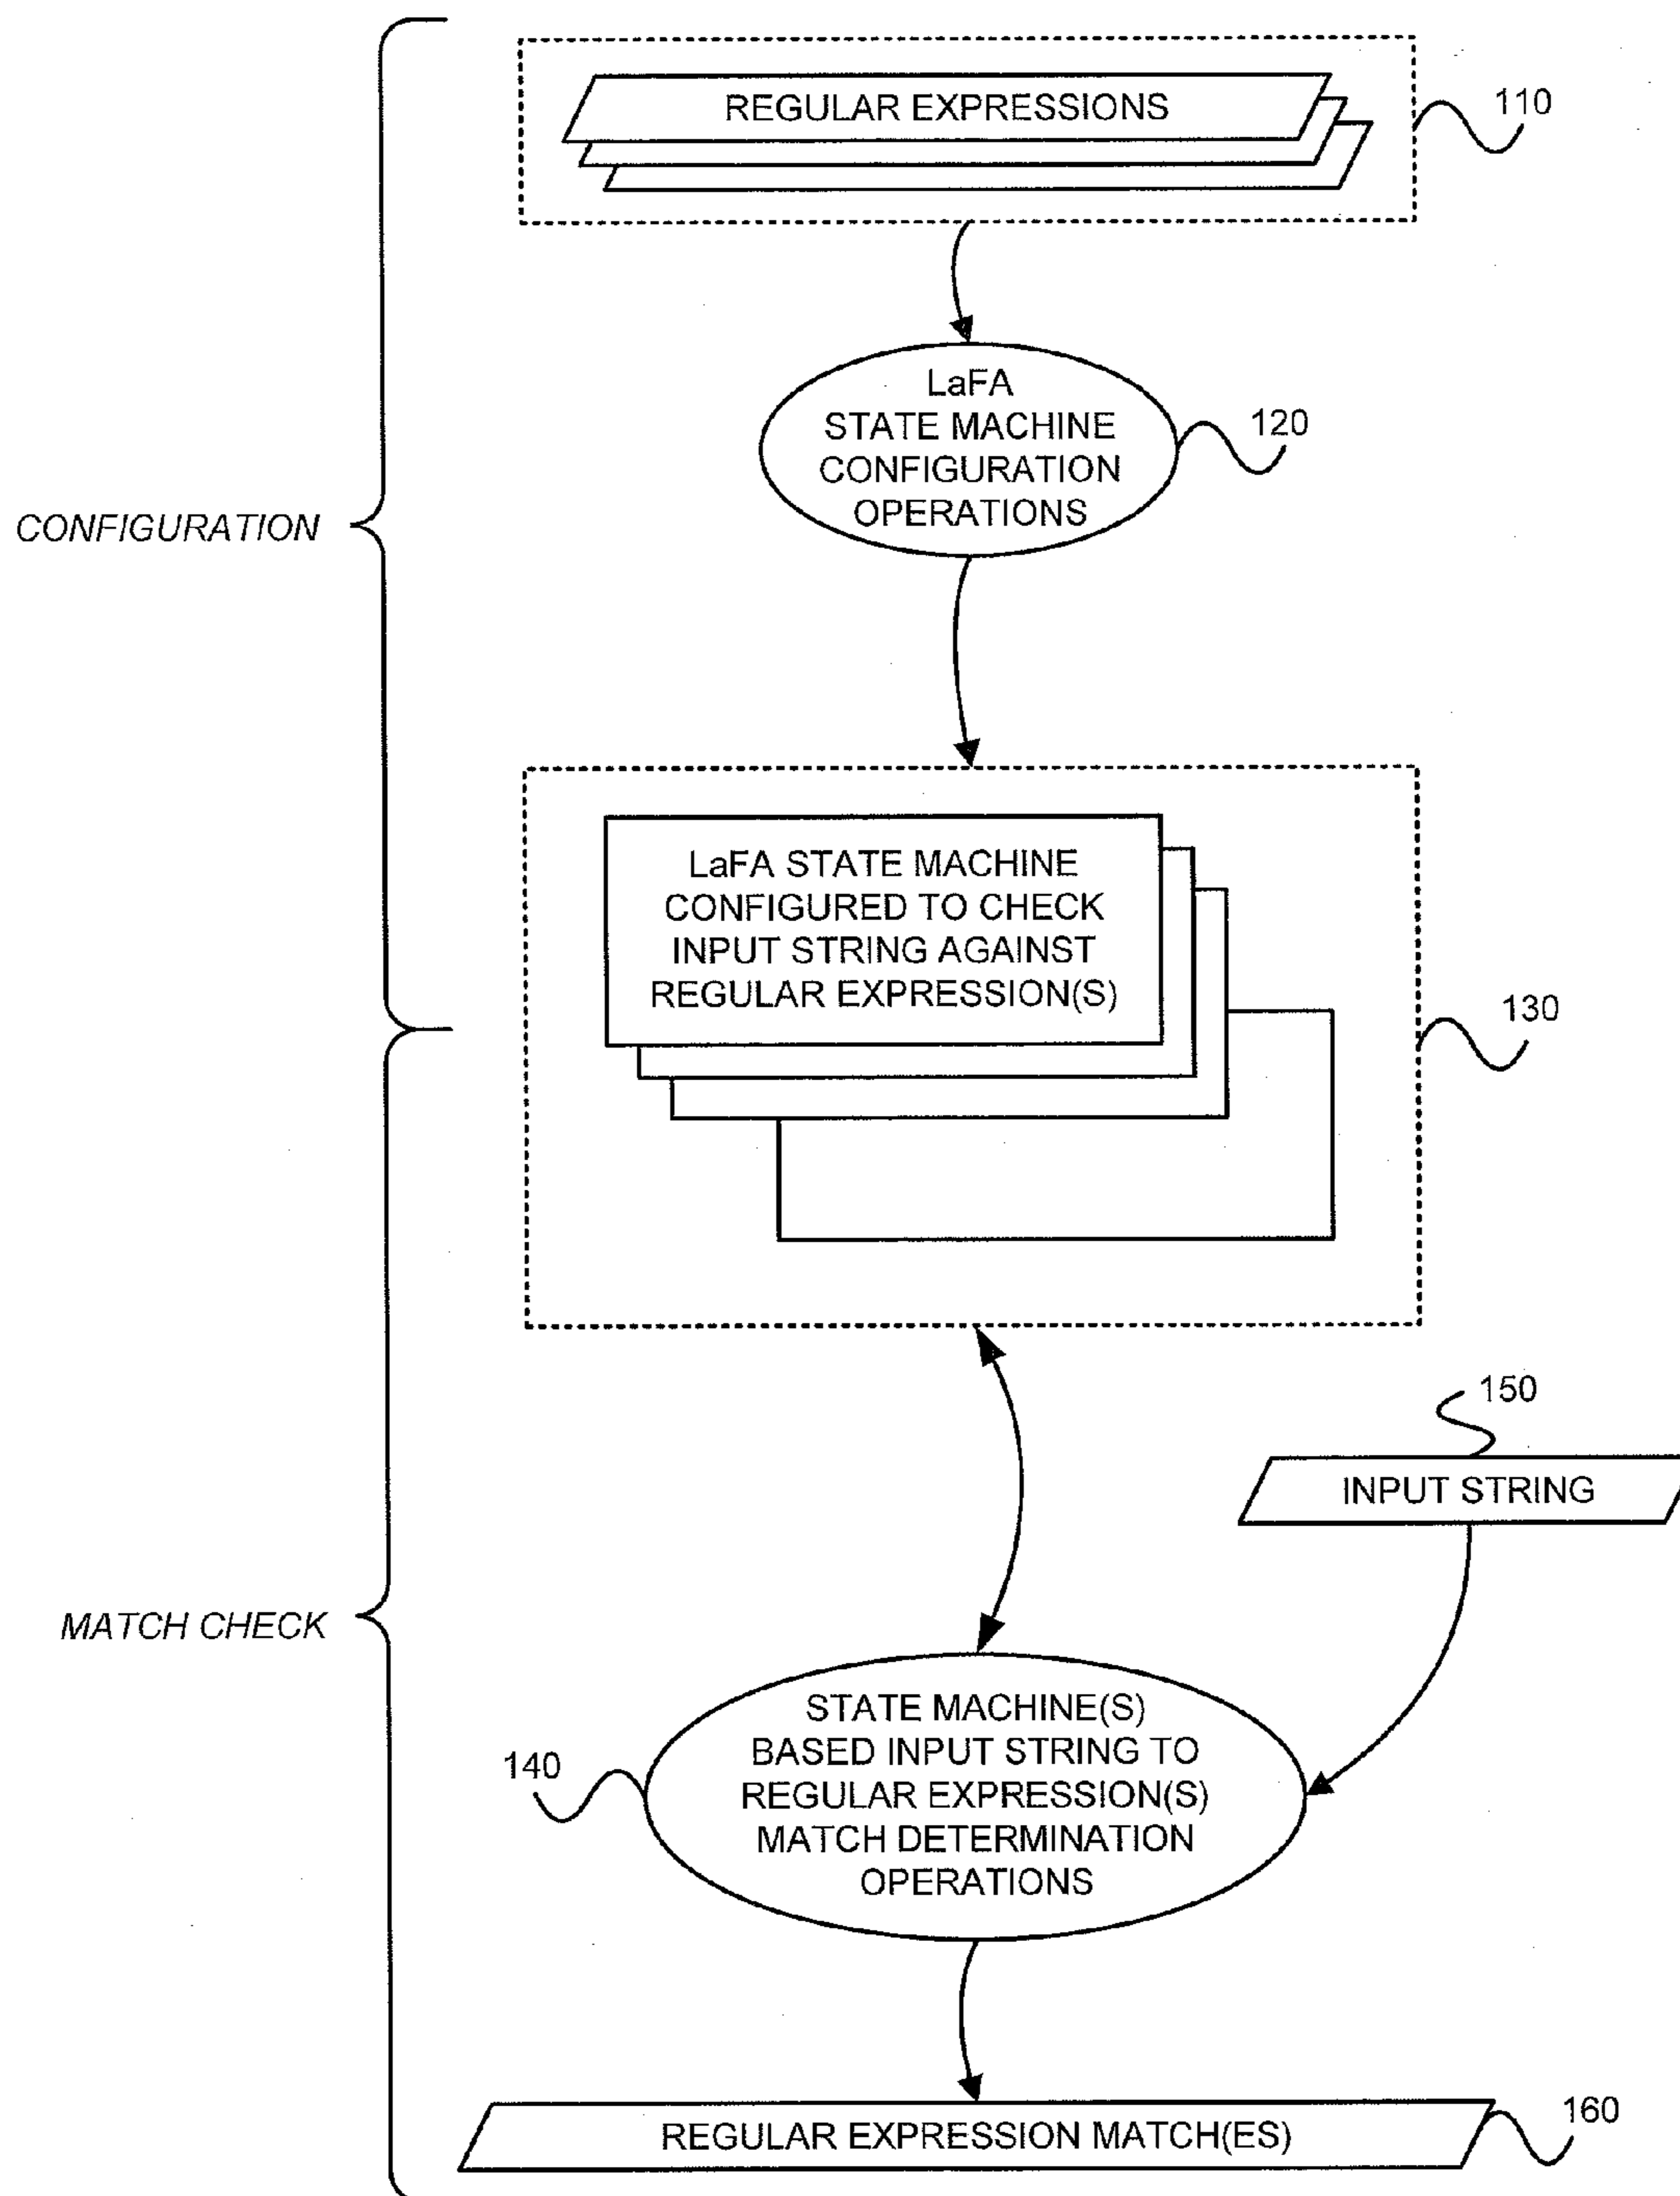 REGULAR EXPRESSIONS
110
LaFA
STATE MACHINE
CONFIGURATION
OPERATIONS
120
CONFIGURATION
LaFA STATE MACHINE
CONFIGURED TO CHECK
INPUT STRING AGAINST
REGULAR EXPRESSION(S)
130
150
INPUT STRING
MATCH CHECK
140
STATE MACHINE(S)
BASED INPUT STRING TO
REGULAR EXPRESSION(S)
MATCH DETERMINATION
OPERATIONS
REGULAR EXPRESSION MATCH(ES)
160